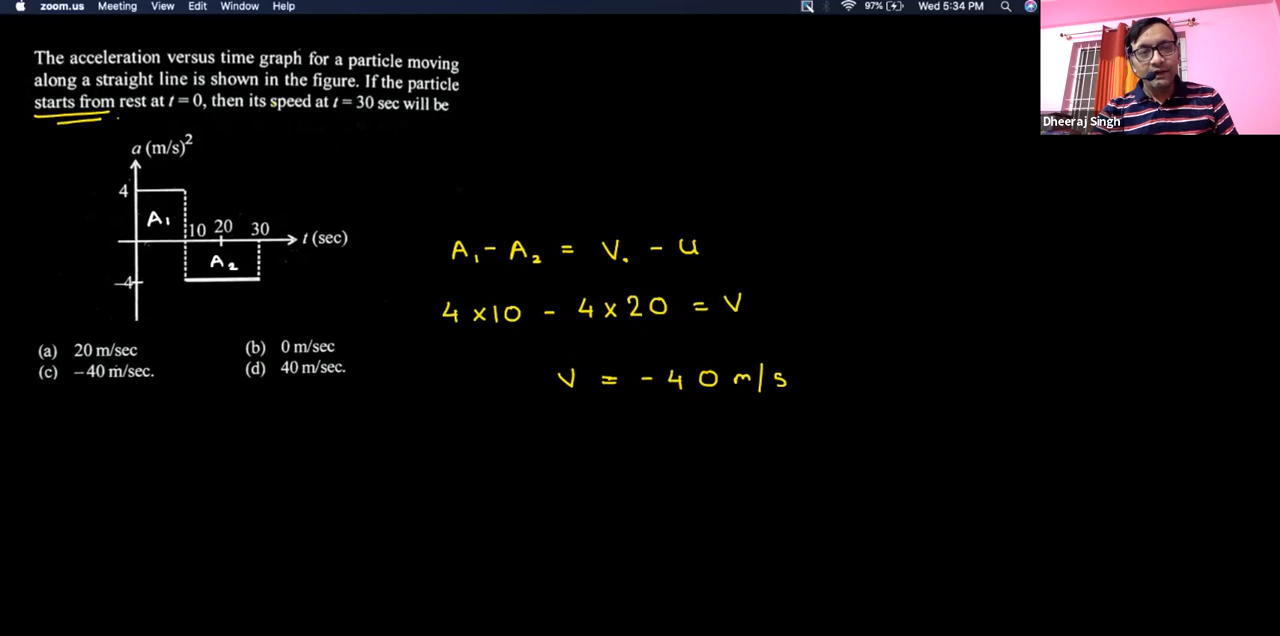 zoom.us Meeting View Edit Window Help 97% Wed 5:34 PM
The acceleration versus time graph for a particle moving
along a straight line is shown in the figure. If the particle
starts from rest at t = 0, then its speed at t = 30 sec will be
Dheeraj Singh
a (m/s)²
4
A₁
10 20 30
t (sec)
A₂
–4
(a) 20 m/sec (b) 0 m/sec
(c) – 40 m/sec. (d) 40 m/sec.
A₁ - A₂ = V. - u
4 × 10 - 4 × 20 = V
V = - 4 0 m/s